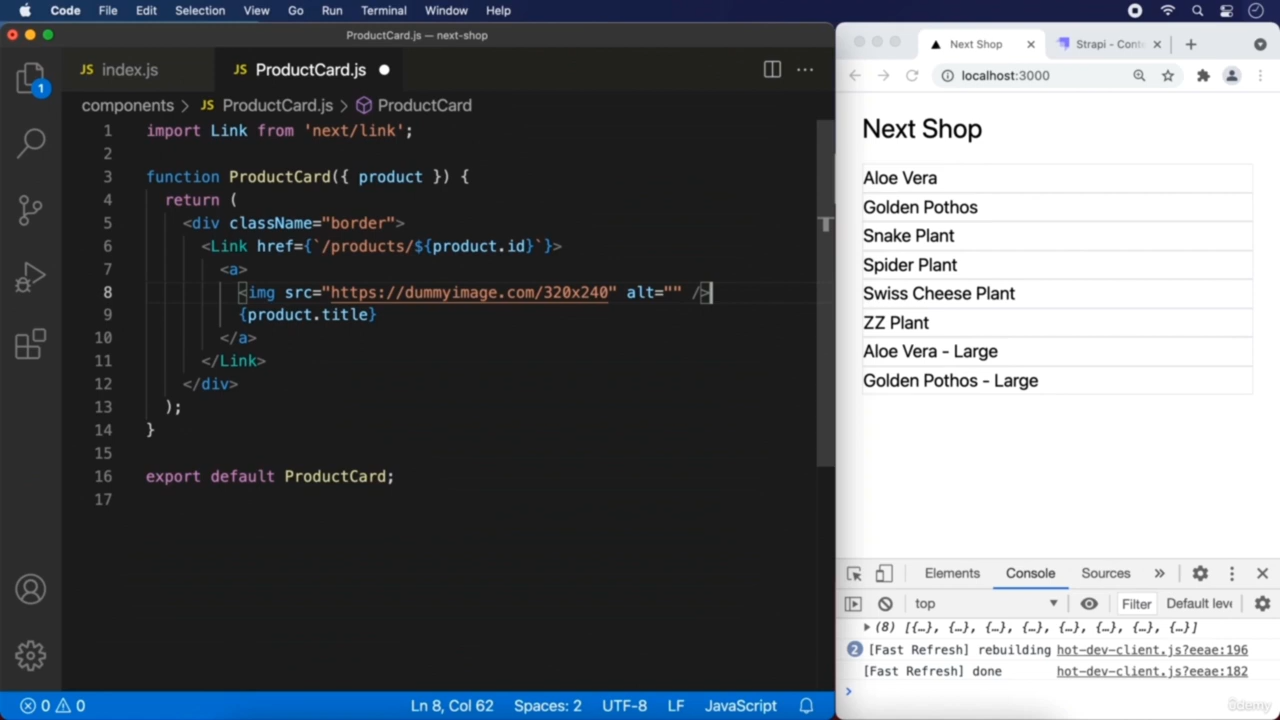 Code File Edit Selection View Go Run Terminal Window Help
ProductCard.js — next-shop
JS index.js
JS ProductCard.js
components > JS ProductCard.js > ProductCard
1 import Link from 'next/link';
2
3 function ProductCard({ product }) {
4 return (
5 <div className="border">
6 <Link href={`/products/${product.id}`}>
7 <a>
8 <img src="https://dummyimage.com/320x240" alt="" />
9 {product.title}
10 </a>
11 </Link>
12 </div>
13 );
14 }
15
16 export default ProductCard;
17
1
0 0 Ln 8, Col 62 Spaces: 2 UTF-8 LF JavaScript
Next Shop
Strapi - Cont
localhost:3000
Next Shop
Aloe Vera
Golden Pothos
Snake Plant
Spider Plant
Swiss Cheese Plant
ZZ Plant
Aloe Vera - Large
Golden Pothos - Large
Elements Console Sources »
top Filter Default leve
(8) [{…}, {…}, {…}, {…}, {…}, {…}, {…}, {…}]
2 [Fast Refresh] rebuilding hot-dev-client.js?eeae:196
[Fast Refresh] done hot-dev-client.js?eeae:182
ûdemy